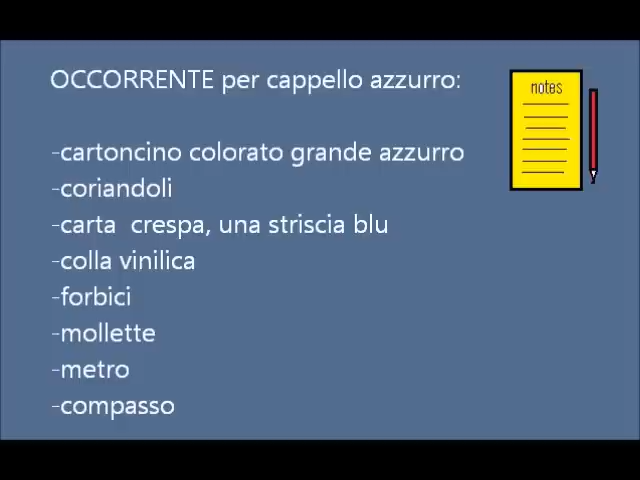 OCCORRENTE per cappello azzurro:
notes
-cartoncino colorato grande azzurro
-coriandoli
-carta  crespa, una striscia blu
-colla vinilica
-forbici
-mollette
-metro
-compasso